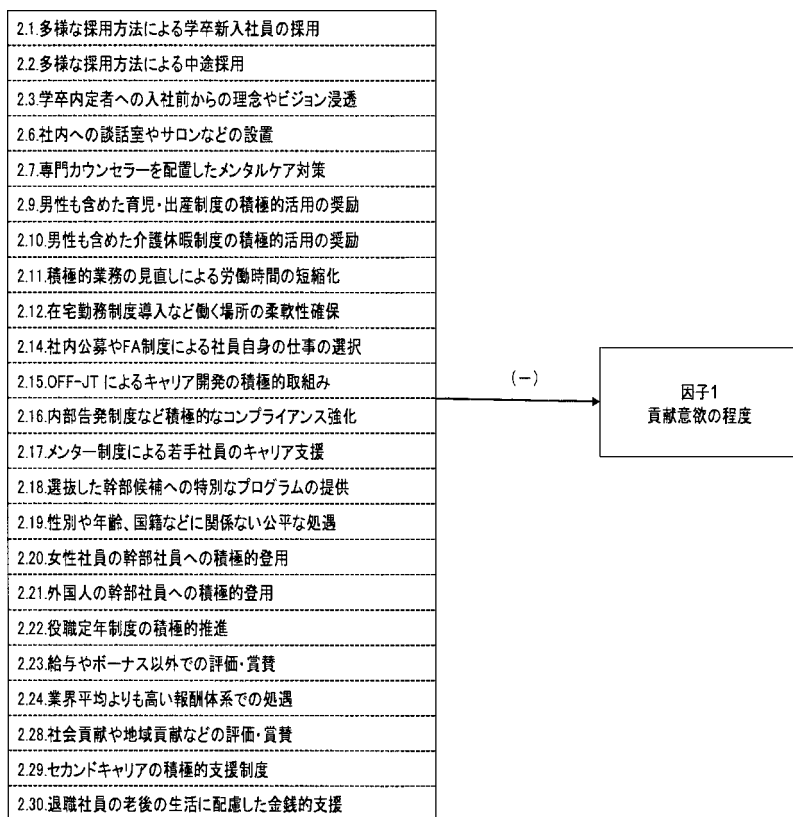 2.1.多様な採用方法による学卒新入社員の採用
2.2.多様な採用方法による中途採用
2.3.学卒内定者への入社前からの理念やビジョン浸透
2.6.社内への談話室やサロンなどの設置
2.7.専門カウンセラーを配置したメンタルケア対策
2.9.男性も含めた育児・出産制度の積極的活用の奨励
2.10.男性も含めた介護休暇制度の積極的活用の奨励
2.11.積極的業務の見直しによる労働時間の短縮化
2.12.在宅勤務制度導入など働く場所の柔軟性確保
2.14.社内公募やFA制度による社員自身の仕事の選択
2.15.OFF-JTによるキャリア開発の積極的取組み
2.16.内部告発制度など積極的なコンプライアンス強化
2.17.メンター制度による若手社員のキャリア支援
2.18.選抜した幹部候補への特別なプログラムの提供
2.19.性別や年齢、国籍などに関係ない公平な処遇
2.20.女性社員の幹部社員への積極的登用
2.21.外国人の幹部社員への積極的登用
2.22.役職定年制度の積極的推進
2.23.給与やボーナス以外での評価・賞賛
2.24.業界平均よりも高い報酬体系での処遇
2.28.社会貢献や地域貢献などの評価・賞賛
2.29.セカンドキャリアの積極的支援制度
2.30.退職社員の老後の生活に配慮した金銭的支援
(－)
因子1
貢献意欲の程度